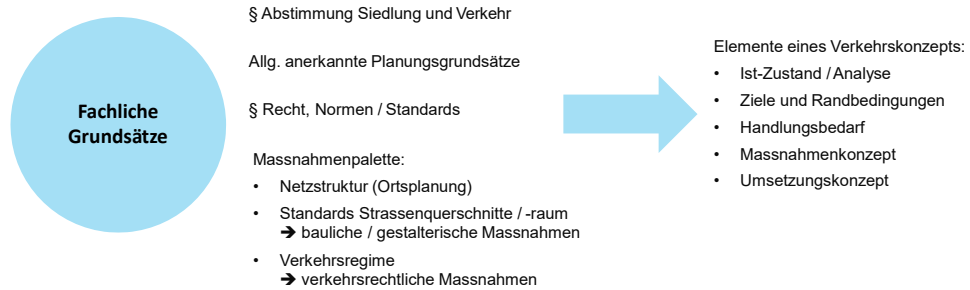 Fachliche
Grundsätze
§ Abstimmung Siedlung und Verkehr
Allg. anerkannte Planungsgrundsätze
§ Recht, Normen / Standards
Massnahmenpalette:
• Netzstruktur (Ortsplanung)
• Standards Strassenquerschnitte / -raum
➔ bauliche / gestalterische Massnahmen
• Verkehrsregime
➔ verkehrsrechtliche Massnahmen
Elemente eines Verkehrskonzepts:
• Ist-Zustand / Analyse
• Ziele und Randbedingungen
• Handlungsbedarf
• Massnahmenkonzept
• Umsetzungskonzept